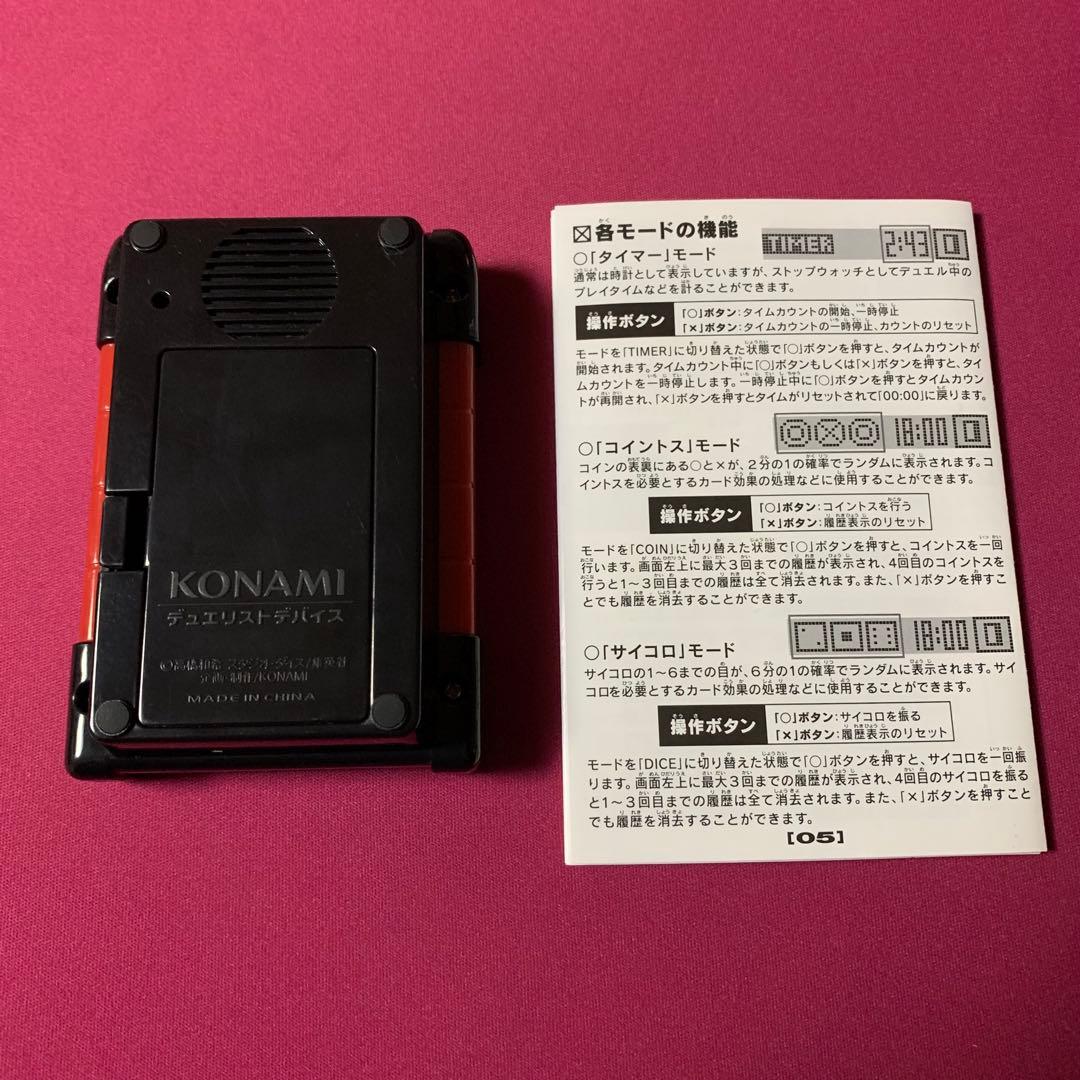 KONAMI
デュエリストデバイス
©高橋和希 スタジオ・ダイス/集英社
企画・制作/KONAMI
MADE IN CHINA
各モードの機能
TIMER 2:43
○「タイマー」モード
通常は時計として表示していますが、ストップウォッチとしてデュエル中の
プレイタイムなどを計ることができます。
操作ボタン
「○」ボタン:タイムカウントの開始、一時停止
「×」ボタン:タイムカウントの一時停止、カウントのリセット
モードを「TIMER」に切り替えた状態で「○」ボタンを押すと、タイムカウントが
開始されます。タイムカウント中に「○」ボタンもしくは「×」ボタンを押すと、タイ
ムカウントを一時停止します。一時停止中に「○」ボタンを押すとタイムカウン
トが再開され、「×」ボタンを押すとタイムがリセットされて「00:00」に戻ります。
○「コイントス」モード
18:00
コインの表裏にある○と×が、2分の1の確率でランダムに表示されます。コ
イントスを必要とするカード効果の処理などに使用することができます。
操作ボタン
「○」ボタン:コイントスを行う
「×」ボタン:履歴表示のリセット
モードを「COIN」に切り替えた状態で「○」ボタンを押すと、コイントスを一回
行います。画面左上に最大3回までの履歴が表示され、4回目のコイントスを
行うと1〜3回目までの履歴は全て消去されます。また、「×」ボタンを押すこ
とでも履歴を消去することができます。
○「サイコロ」モード
18:00
サイコロの1〜6までの目が、6分の1の確率でランダムに表示されます。サイ
コロを必要とするカード効果の処理などに使用することができます。
操作ボタン
「○」ボタン:サイコロを振る
「×」ボタン:履歴表示のリセット
モードを「DICE」に切り替えた状態で「○」ボタンを押すと、サイコロを一回振
ります。画面左上に最大3回までの履歴が表示され、4回目のサイコロを振る
と1〜3回目までの履歴は全て消去されます。また、「×」ボタンを押すこと
でも履歴を消去することができます。
[05]